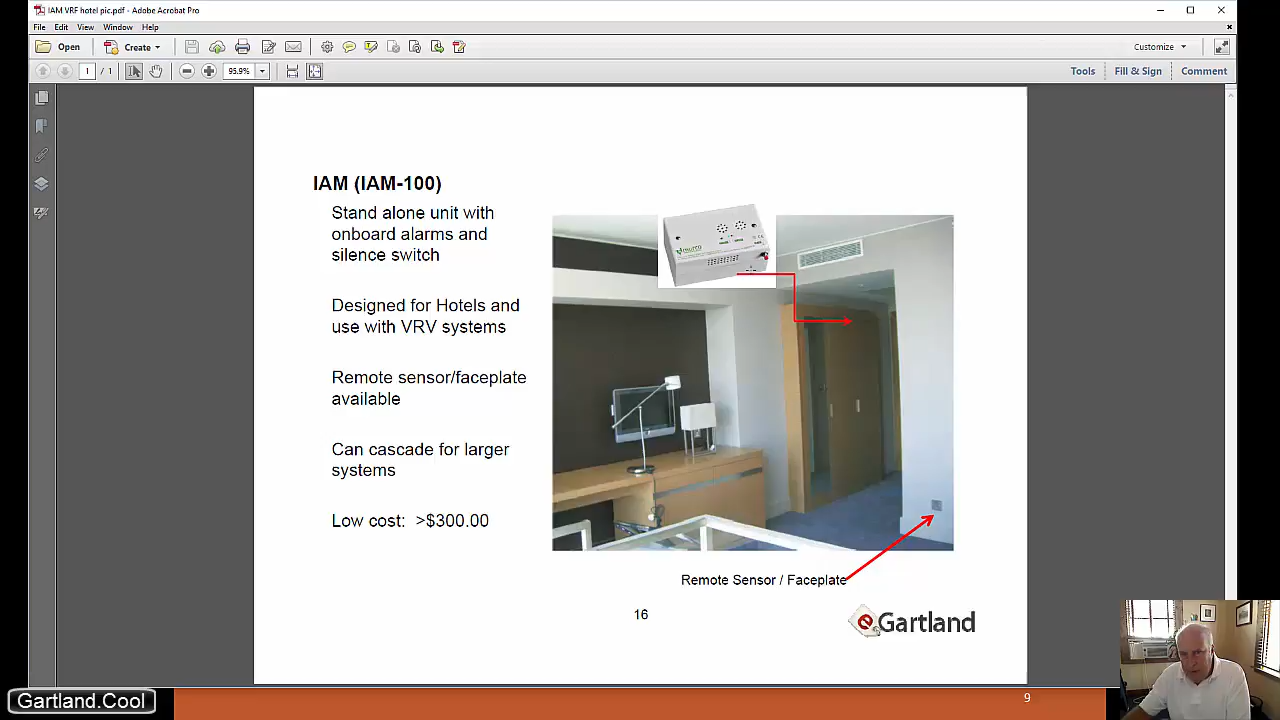 IAM VRF hotel pic.pdf - Adobe Acrobat Pro
File Edit View Window Help
Open Create Customize
1 / 1 95.9% Tools Fill & Sign Comment
IAM (IAM-100)
Stand alone unit with
onboard alarms and
silence switch
Designed for Hotels and
use with VRV systems
Remote sensor/faceplate
available
Can cascade for larger
systems
Low cost: >$300.00
Remote Sensor / Faceplate
16
eGartland
Gartland.Cool
9